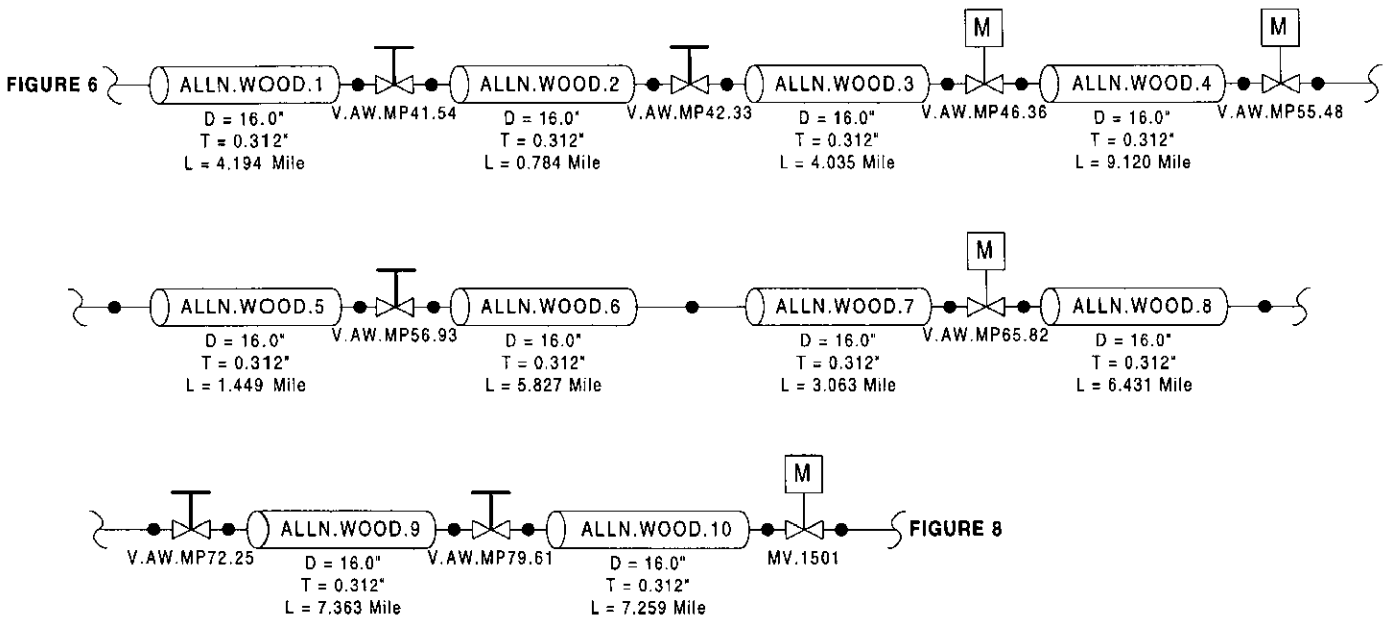 M M
FIGURE 6 ALLN.WOOD.1 ALLN.WOOD.2 ALLN.WOOD.3 ALLN.WOOD.4
V.AW.MP41.54 V.AW.MP42.33 V.AW.MP46.36 V.AW.MP55.48
D = 16.0" D = 16.0" D = 16.0" D = 16.0"
T = 0.312" T = 0.312" T = 0.312" T = 0.312"
L = 4.194 Mile L = 0.784 Mile L = 4.035 Mile L = 9.120 Mile
M
ALLN.WOOD.5 ALLN.WOOD.6 ALLN.WOOD.7 ALLN.WOOD.8
V.AW.MP56.93 V.AW.MP65.82
D = 16.0" D = 16.0" D = 16.0" D = 16.0"
T = 0.312" T = 0.312" T = 0.312" T = 0.312"
L = 1.449 Mile L = 5.827 Mile L = 3.063 Mile L = 6.431 Mile
M
ALLN.WOOD.9 ALLN.WOOD.10 FIGURE 8
V.AW.MP72.25 V.AW.MP79.61 MV.1501
D = 16.0" D = 16.0"
T = 0.312" T = 0.312"
L = 7.363 Mile L = 7.259 Mile